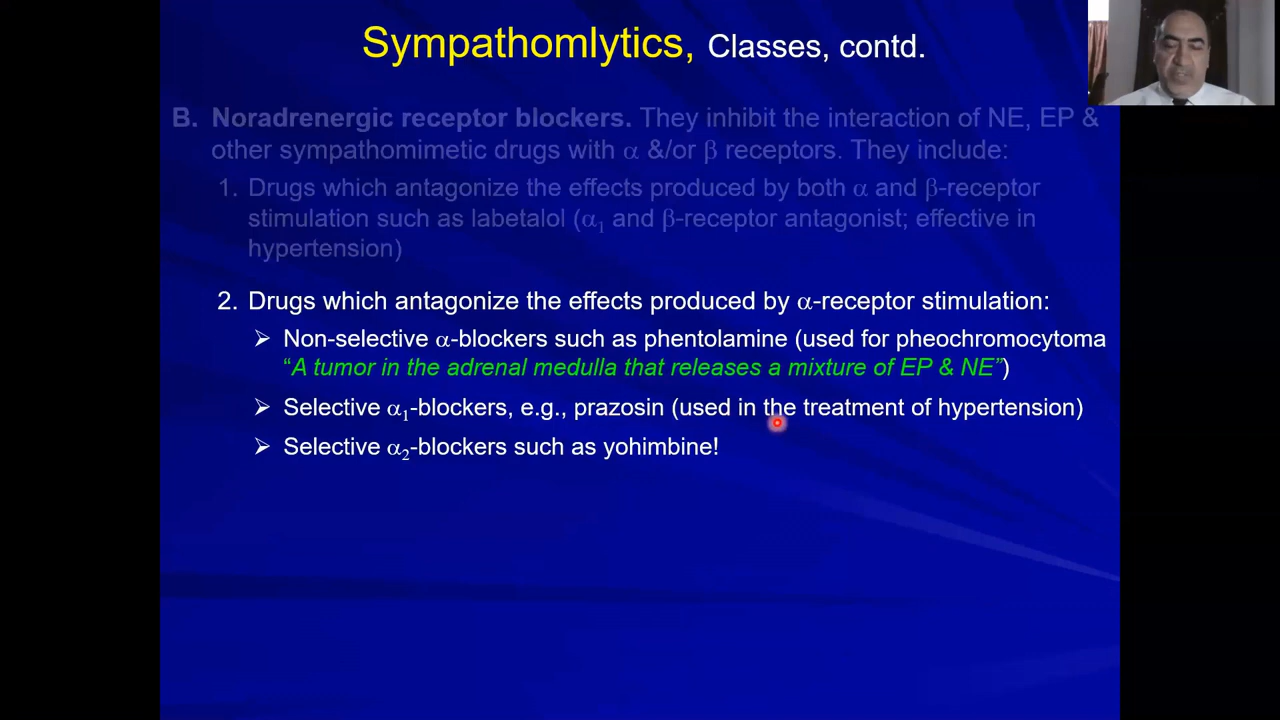 Sympathomlytics, Classes, contd.
B. Noradrenergic receptor blockers. They inhibit the interaction of NE, EP &
other sympathomimetic drugs with α &/or β receptors. They include:
1. Drugs which antagonize the effects produced by both α and β-receptor
stimulation such as labetalol (α₁ and β-receptor antagonist; effective in
hypertension)
2. Drugs which antagonize the effects produced by α-receptor stimulation:
➢ Non-selective α-blockers such as phentolamine (used for pheochromocytoma
“A tumor in the adrenal medulla that releases a mixture of EP & NE”)
➢ Selective α₁-blockers, e.g., prazosin (used in the treatment of hypertension)
➢ Selective α₂-blockers such as yohimbine!